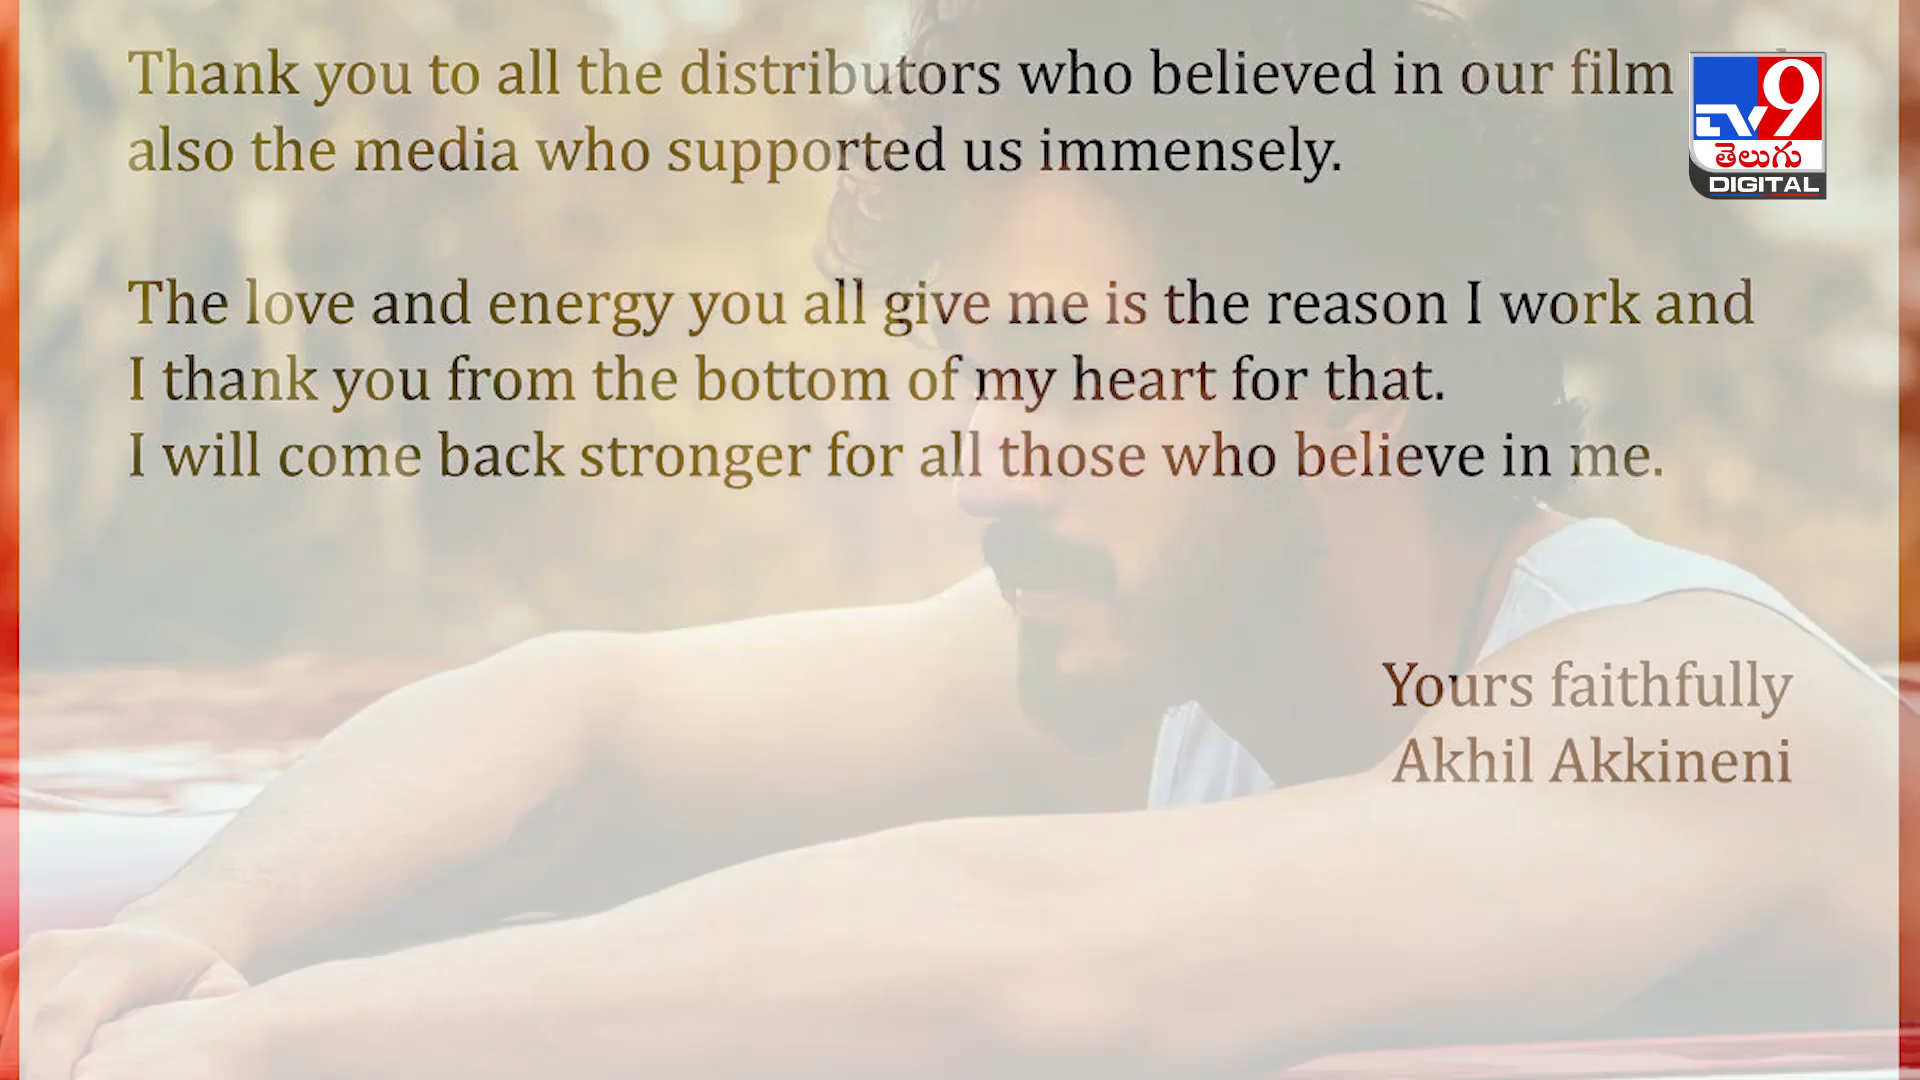 Thank you to all the distributors who believed in our film
also the media who supported us immensely.
The love and energy you all give me is the reason I work and
I thank you from the bottom of my heart for that.
I will come back stronger for all those who believe in me.
Yours faithfully
Akhil Akkineni
TV9
తెలుగు
DIGITAL